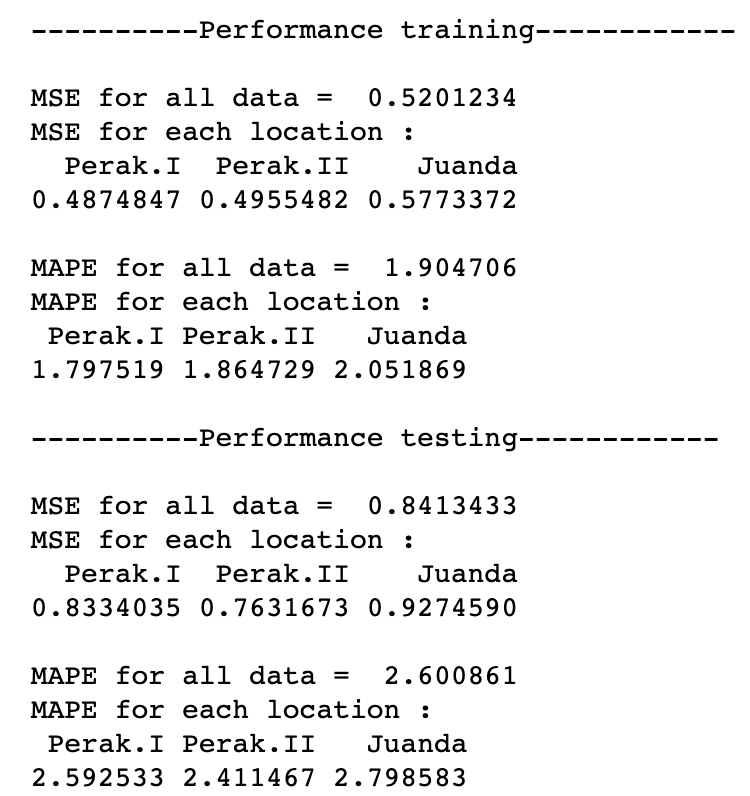 ----------Performance training------------
MSE for all data =  0.5201234
MSE for each location :
  Perak.I  Perak.II    Juanda
0.4874847 0.4955482 0.5773372
MAPE for all data =  1.904706
MAPE for each location :
 Perak.I Perak.II   Juanda
1.797519 1.864729 2.051869
----------Performance testing------------
MSE for all data =  0.8413433
MSE for each location :
  Perak.I  Perak.II    Juanda
0.8334035 0.7631673 0.9274590
MAPE for all data =  2.600861
MAPE for each location :
 Perak.I Perak.II   Juanda
2.592533 2.411467 2.798583